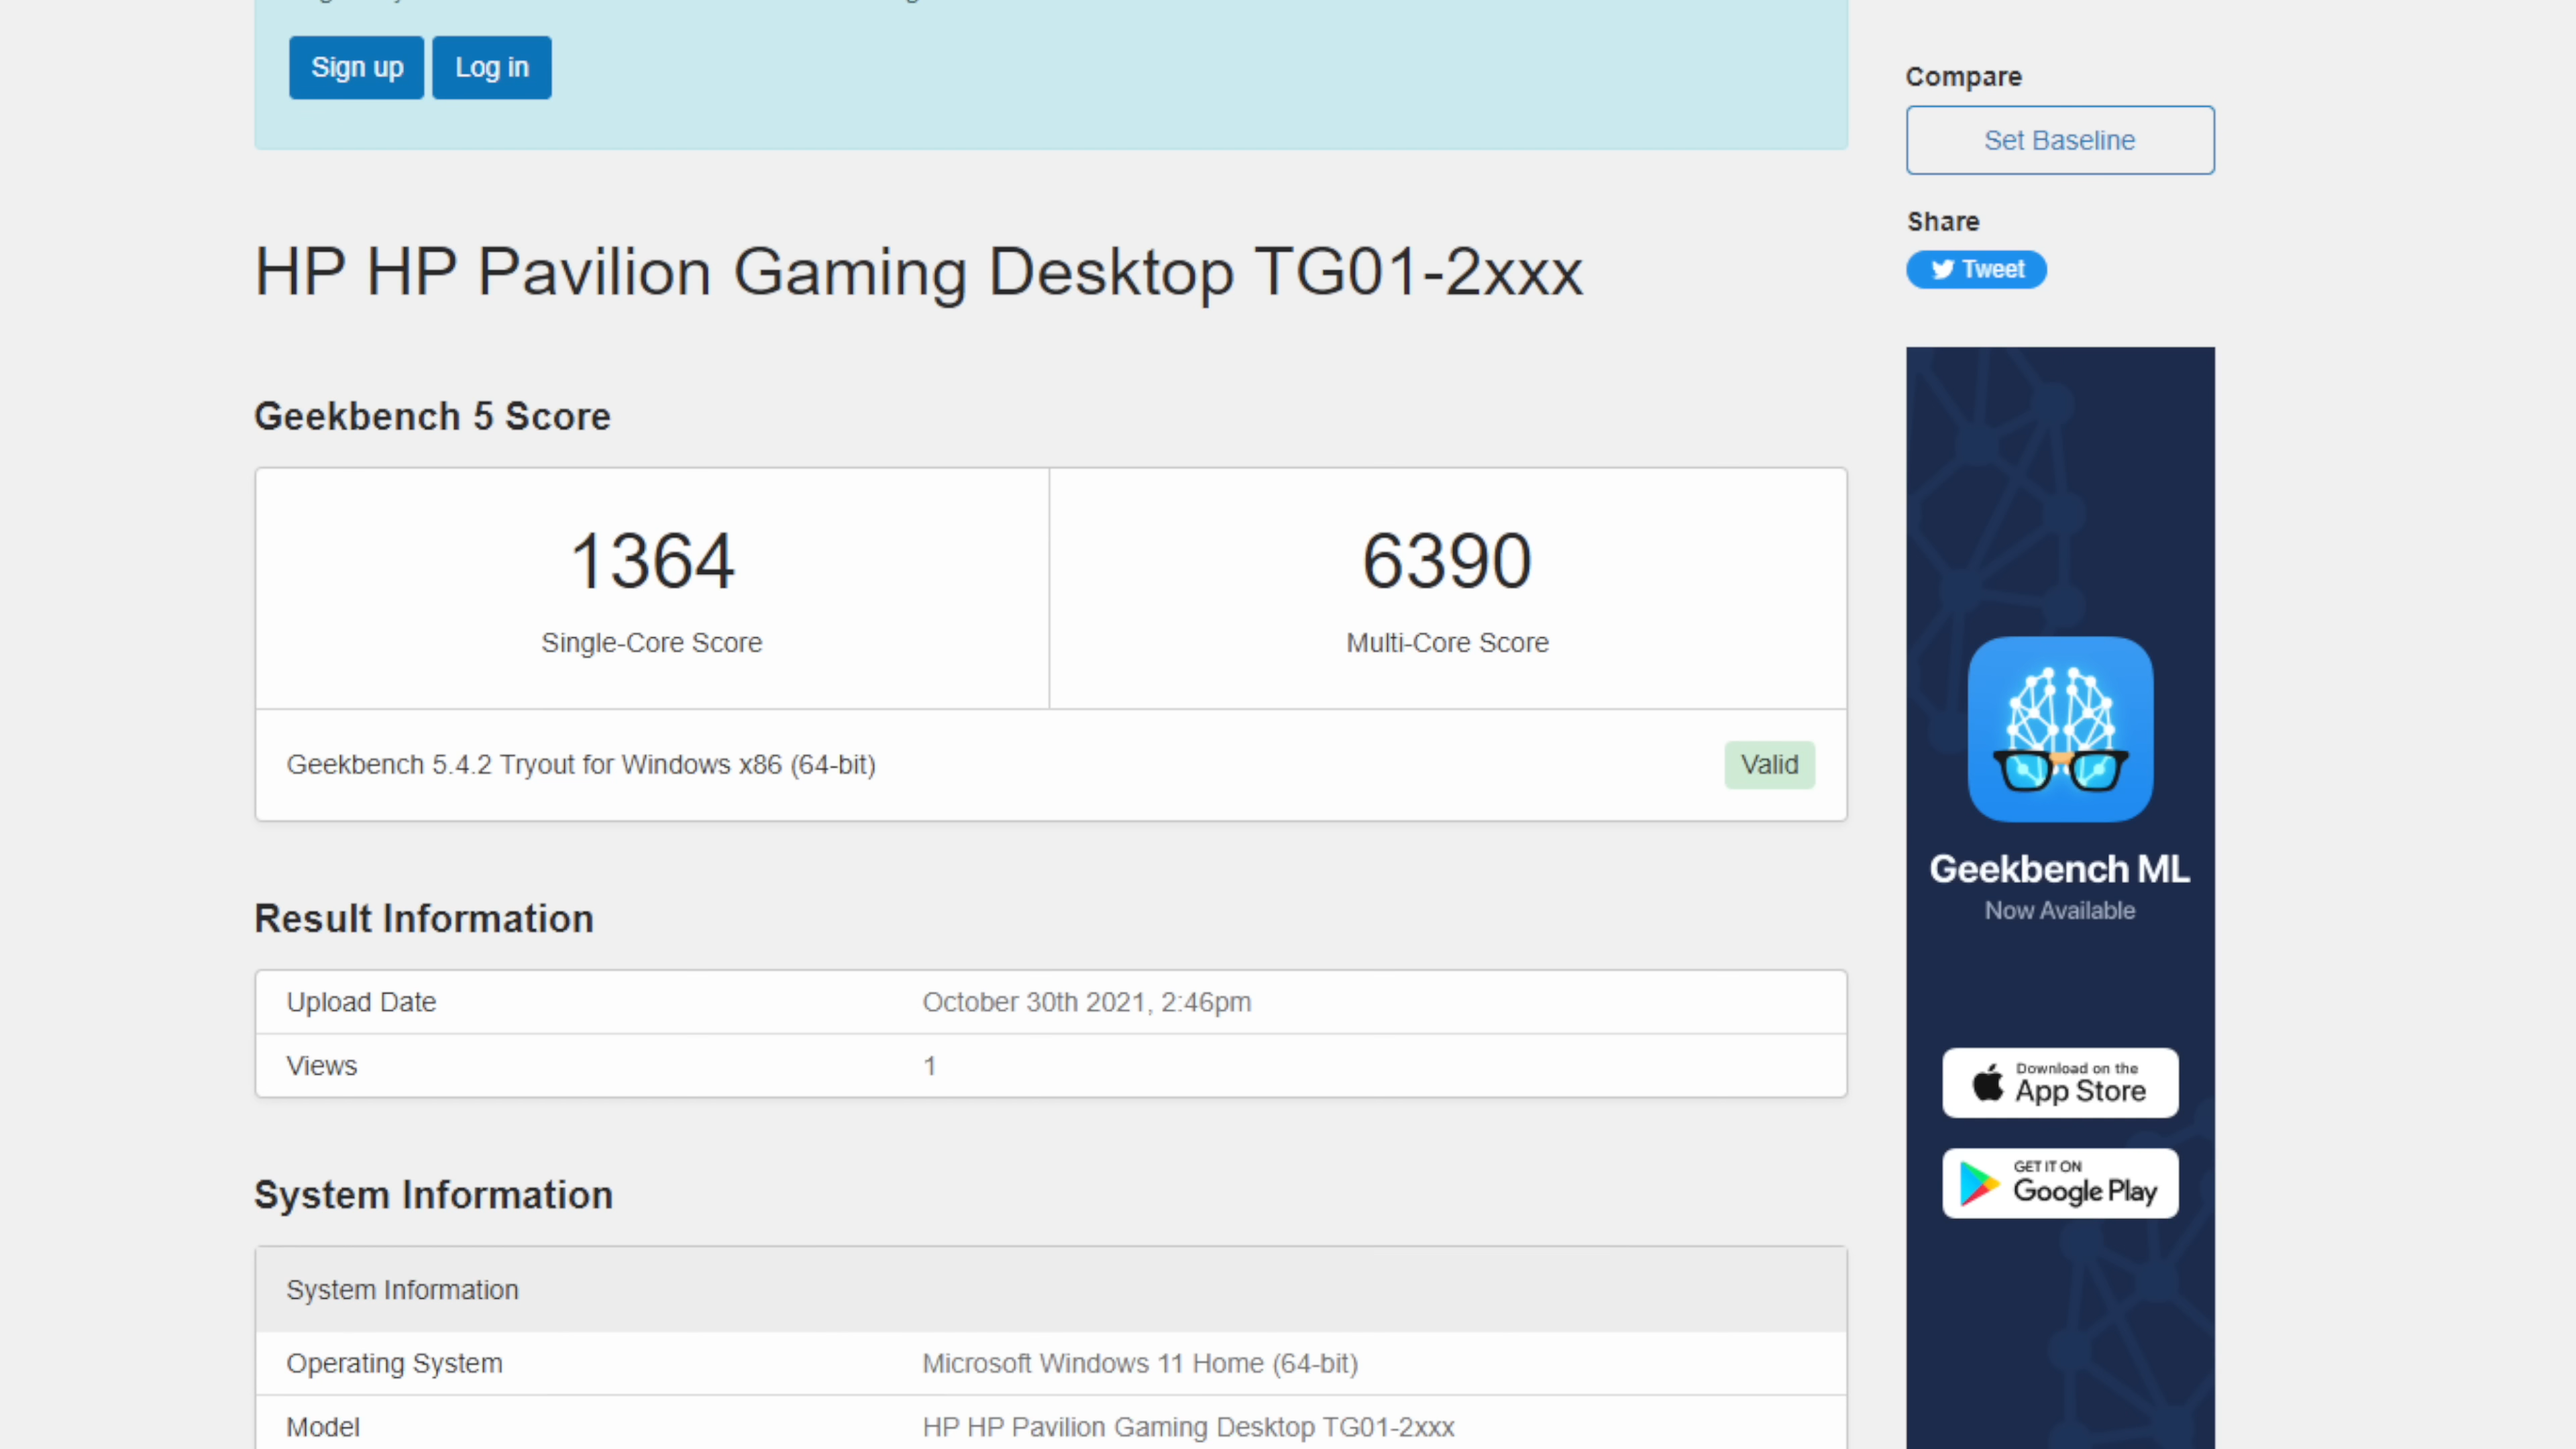 Sign up Log in
Compare
Set Baseline
Share
Tweet
HP HP Pavilion Gaming Desktop TG01-2xxx
Geekbench 5 Score
1364 6390
Single-Core Score Multi-Core Score
Geekbench 5.4.2 Tryout for Windows x86 (64-bit) Valid
Result Information
Upload Date October 30th 2021, 2:46pm
Views 1
System Information
System Information
Operating System Microsoft Windows 11 Home (64-bit)
Model HP HP Pavilion Gaming Desktop TG01-2xxx
Geekbench ML
Now Available
Download on the
App Store
GET IT ON
Google Play